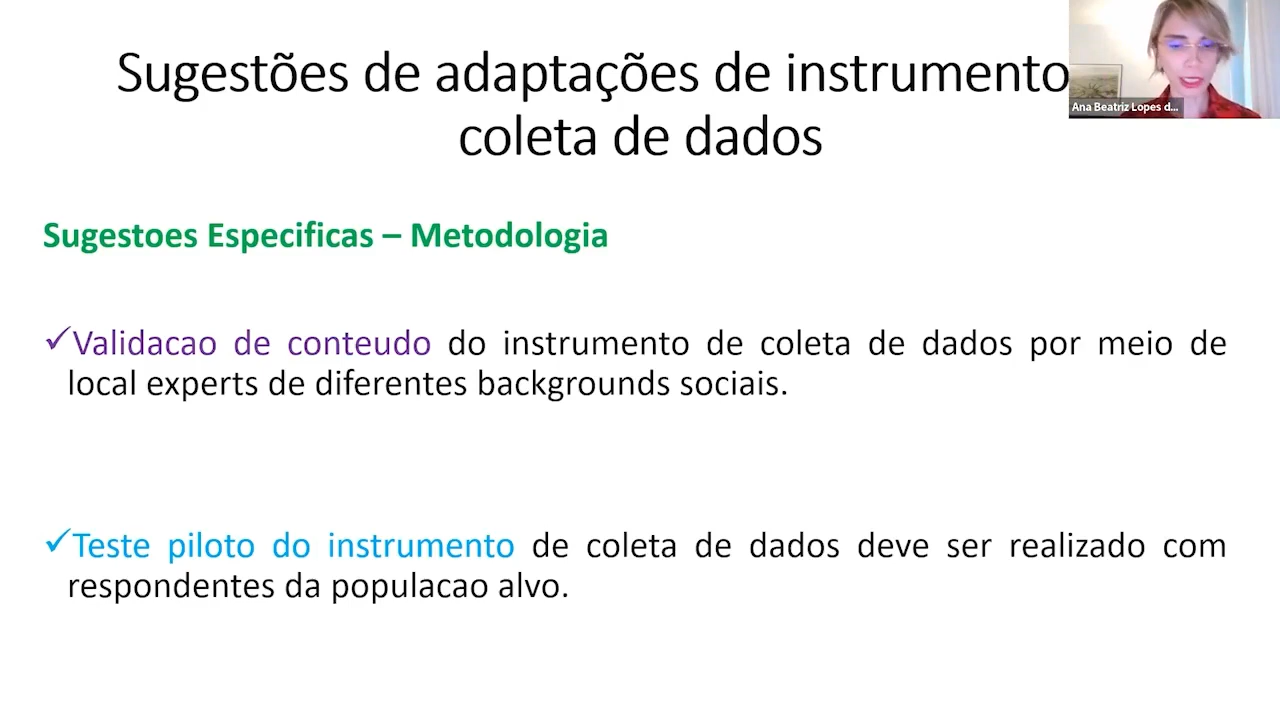 Sugestões de adaptações de instrumento
coleta de dados
Ana Beatriz Lopes d...
Sugestoes Especificas – Metodologia
✓Validacao de conteudo do instrumento de coleta de dados por meio de
local experts de diferentes backgrounds sociais.
✓Teste piloto do instrumento de coleta de dados deve ser realizado com
respondentes da populacao alvo.